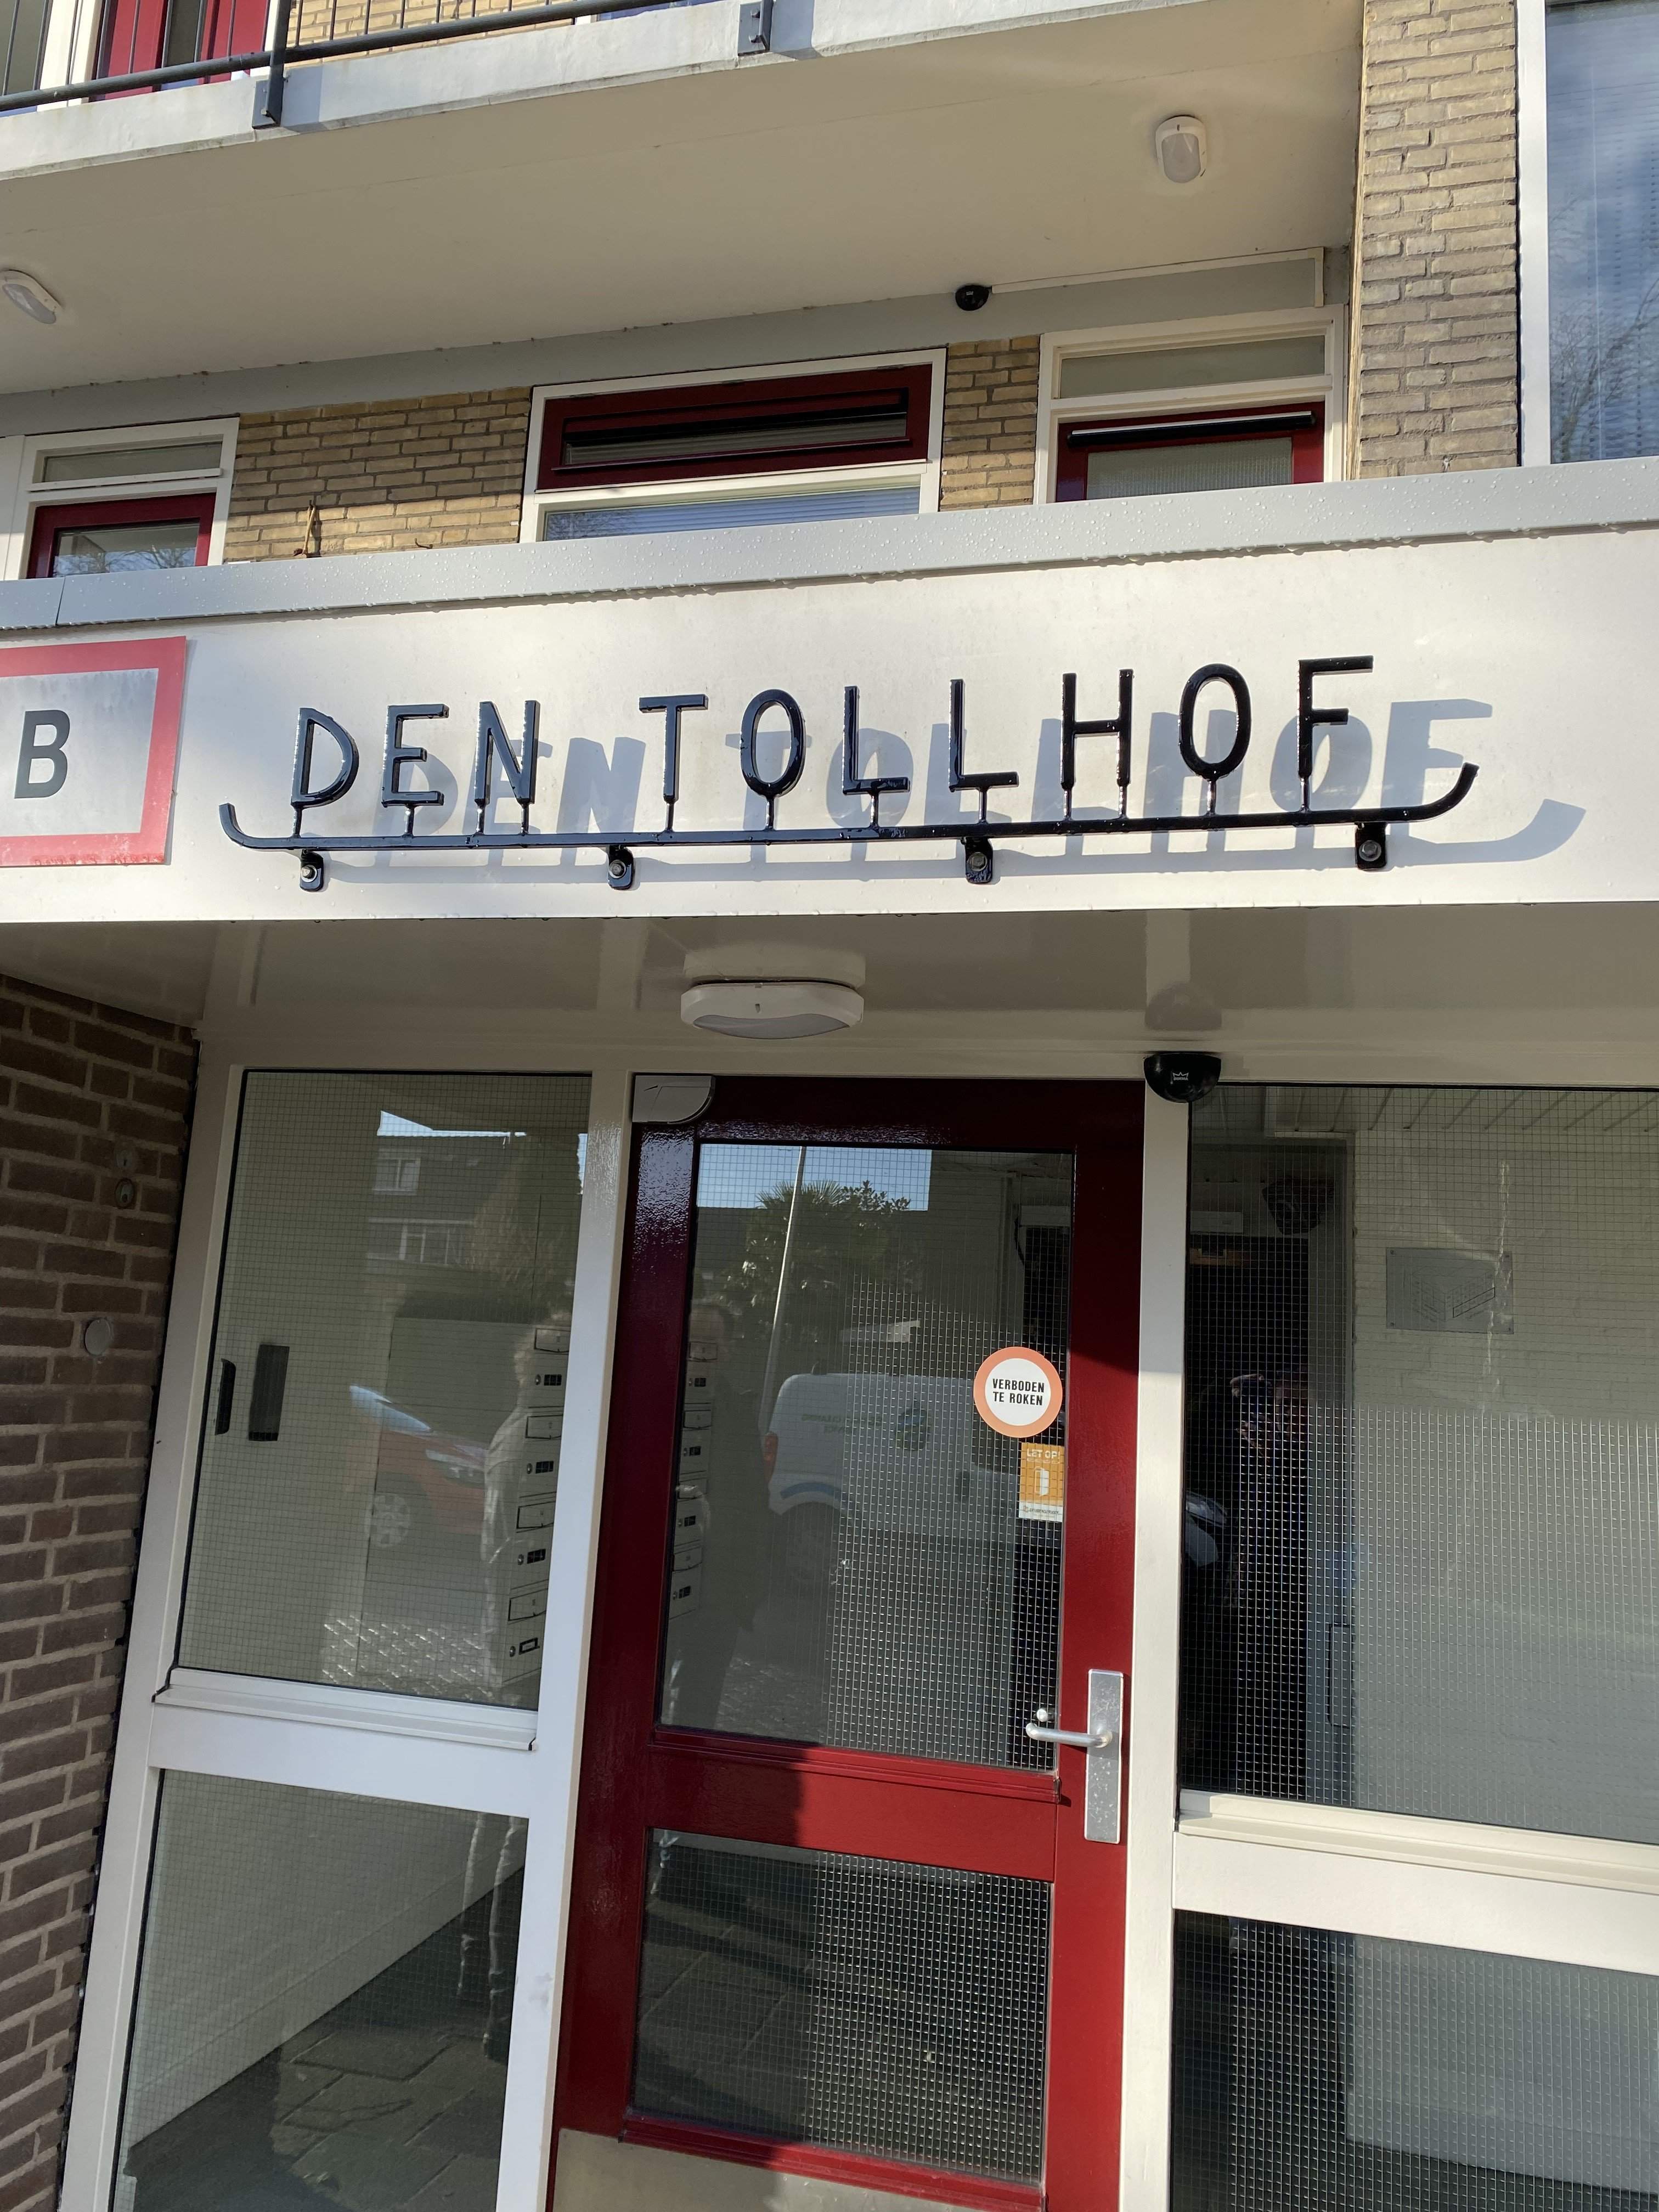 B
DEN TOLLHOF
VERBODEN
TE ROKEN
LET OP!